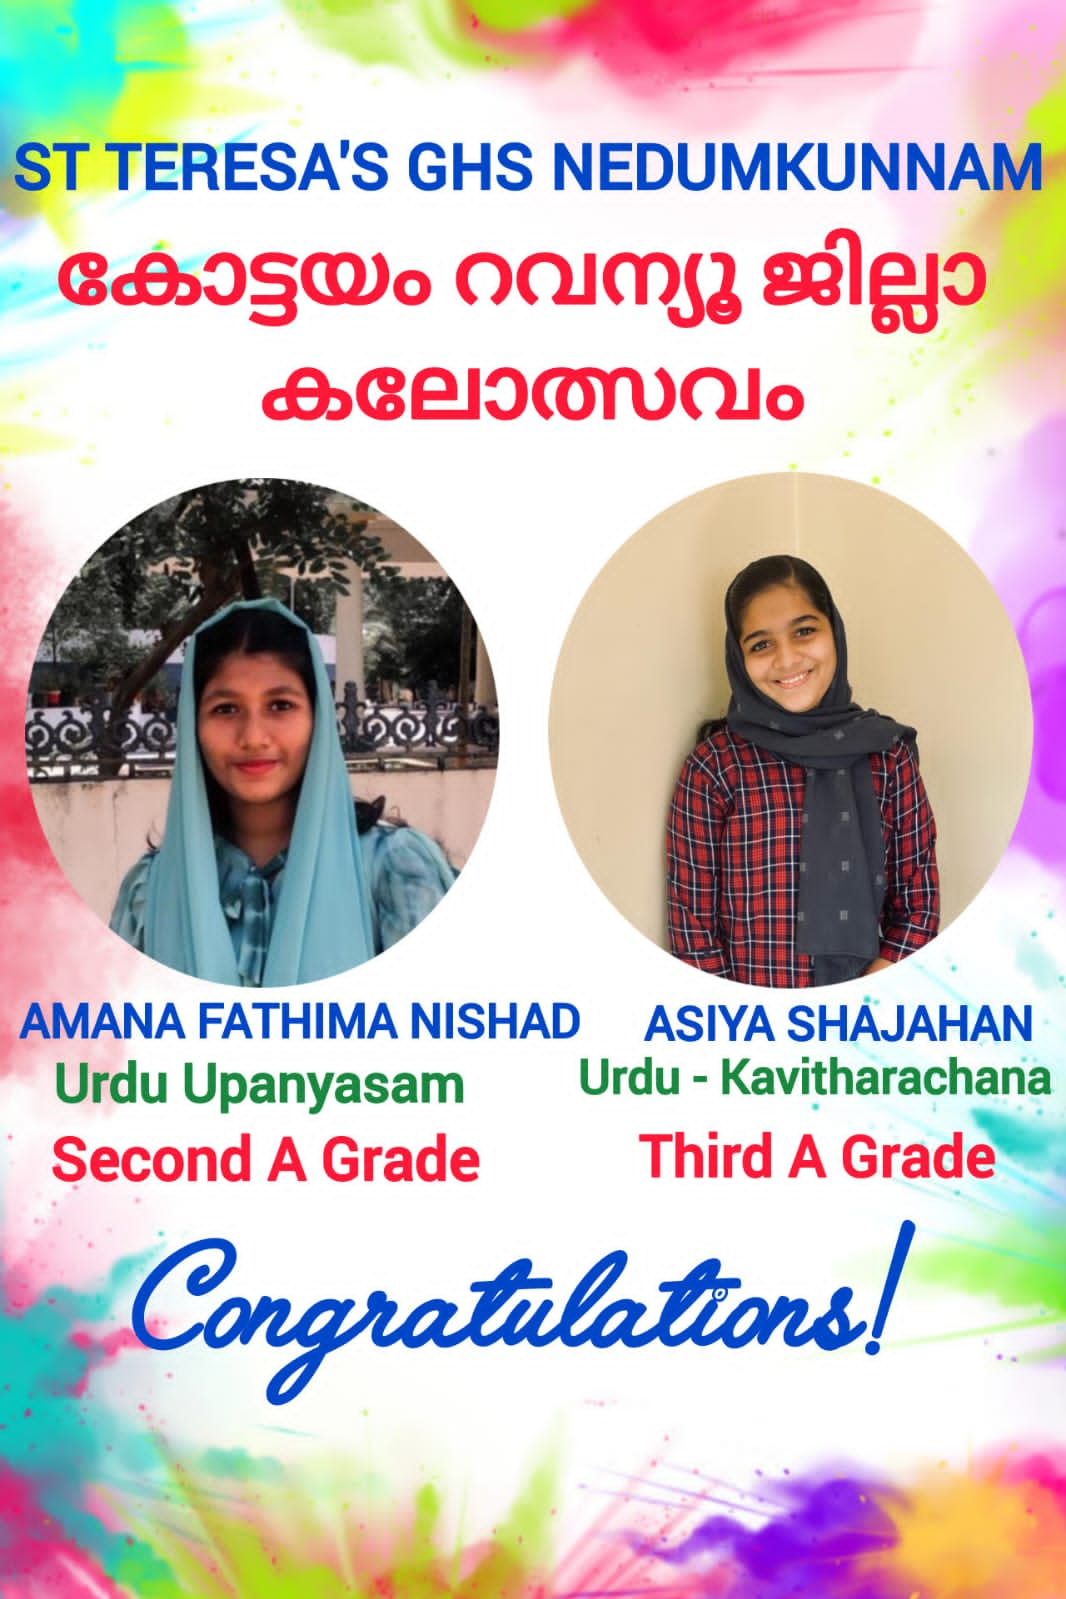 ST TERESA'S GHS NEDUMKUNNAM
കോട്ടയം റവന്യൂ ജില്ലാ
കലോത്സവം
AMANA FATHIMA NISHAD
Urdu Upanyasam
Second A Grade
ASIYA SHAJAHAN
Urdu - Kavitharachana
Third A Grade
Congratulations!